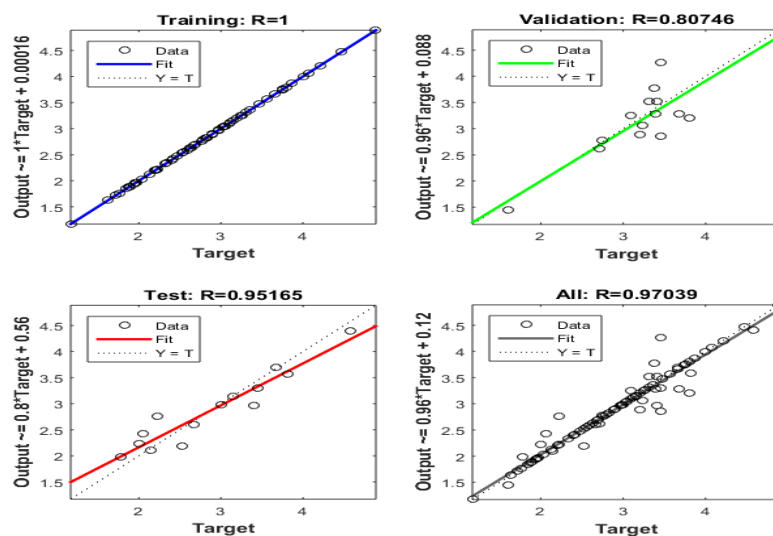 Training: R=1
Output ~= 1*Target + 0.00016
Data
Fit
Y = T
4.5
4
3.5
3
2.5
2
1.5
2
3
4
Target
Validation: R=0.80746
Output ~= 0.96*Target + 0.088
Data
Fit
Y = T
4.5
4
3.5
3
2.5
2
1.5
2
3
4
Target
Test: R=0.95165
Output ~= 0.8*Target + 0.56
Data
Fit
Y = T
4.5
4
3.5
3
2.5
2
1.5
2
3
4
Target
All: R=0.97039
Output ~= 0.96*Target + 0.12
Data
Fit
Y = T
4.5
4
3.5
3
2.5
2
1.5
2
3
4
Target